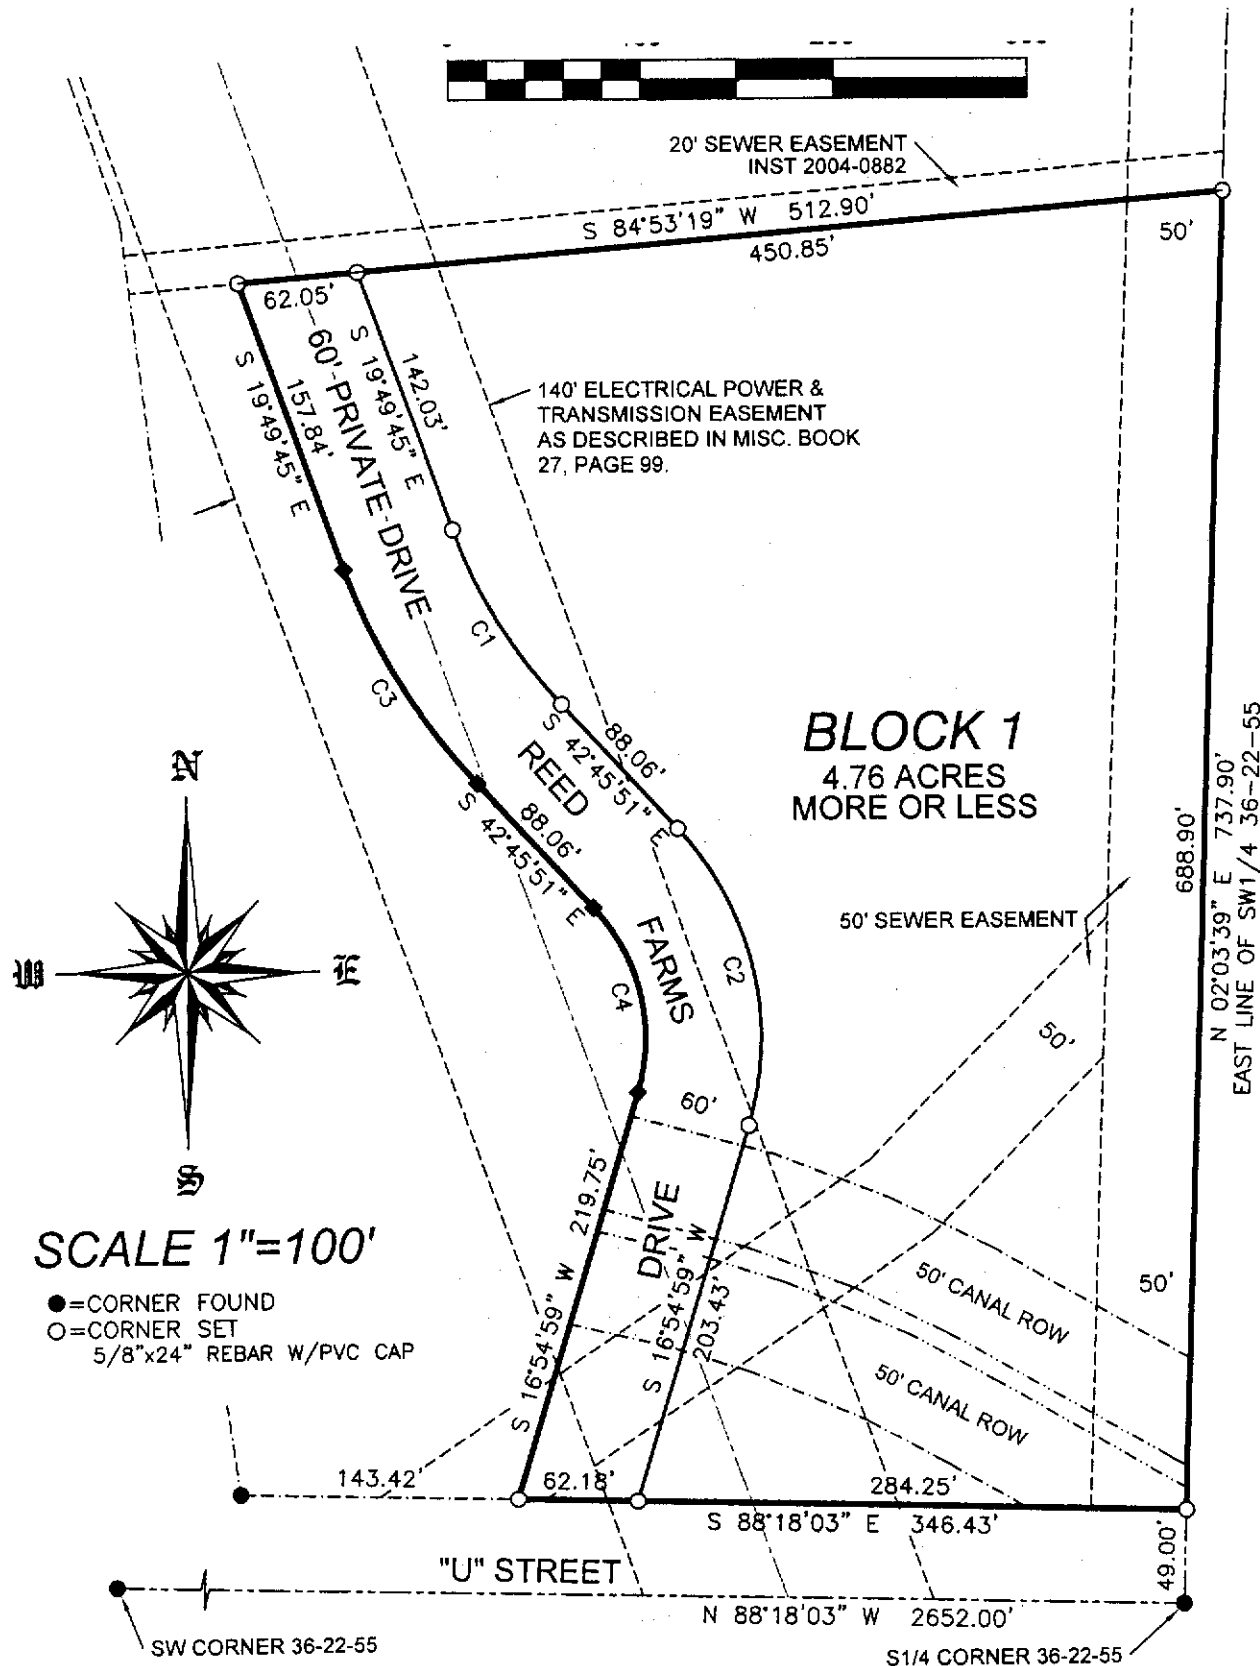 20' SEWER EASEMENT
INST 2004-0882
S 84°53'19" W 512.90'
450.85'
50'
62.05'
S 19°49'45" E
157.84'
60'-PRIVATE-DRIVE
S 19°49'45" E
142.03'
140' ELECTRICAL POWER &
TRANSMISSION EASEMENT
AS DESCRIBED IN MISC. BOOK
27, PAGE 99.
C1
C3
88.06'
S 42°45'51" E
REED
88.06'
S 42°45'51" E
BLOCK 1
4.76 ACRES
MORE OR LESS
688.90'
N 02°03'39" E 737.90'
EAST LINE OF SW1/4 36-22-55
50' SEWER EASEMENT
N
W
E
S
FARMS
C2
C4
50'
60'
219.75'
S 16°54'59" W
DRIVE
S 16°54'59" W
203.43'
50' CANAL ROW
50'
50' CANAL ROW
SCALE 1"=100'
=CORNER FOUND
=CORNER SET
5/8"x24" REBAR W/PVC CAP
143.42'
62.18'
284.25'
S 88°18'03" E 346.43'
49.00'
"U" STREET
N 88°18'03" W 2652.00'
SW CORNER 36-22-55
S1/4 CORNER 36-22-55